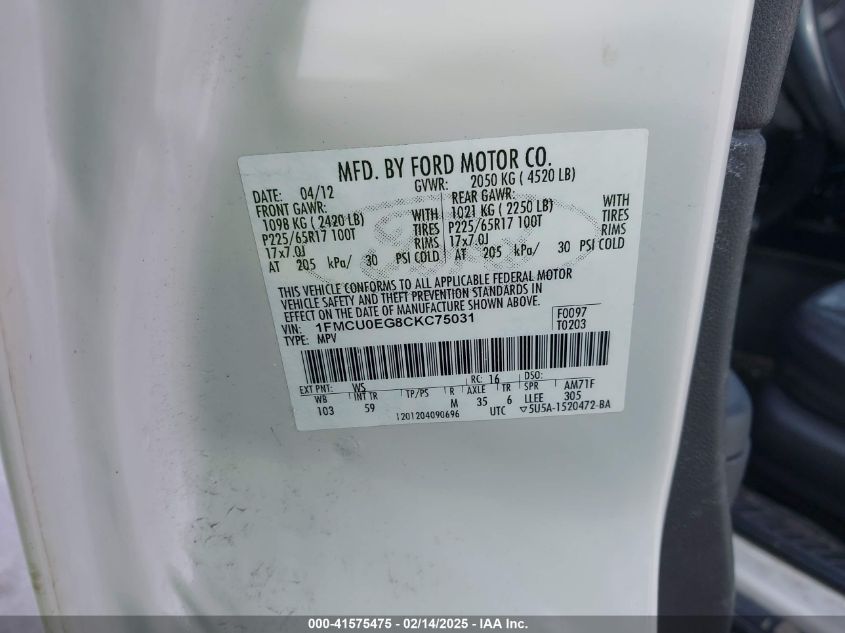 MFD. BY FORD MOTOR CO.
DATE: 04/12 GVWR: 2050 KG ( 4520 LB)
FRONT GAWR: REAR GAWR:
1098 KG ( 2420 LB) WITH 1021 KG ( 2250 LB) WITH
P225/65R17 100T TIRES P225/65R17 100T TIRES
17x7.0J RIMS 17x7.0J RIMS
AT 205 kPa/ 30 PSI COLD AT 205 kPa/ 30 PSI COLD
THIS VEHICLE CONFORMS TO ALL APPLICABLE FEDERAL MOTOR
VEHICLE SAFETY AND THEFT PREVENTION STANDARDS IN
EFFECT ON THE DATE OF MANUFACTURE SHOWN ABOVE.
VIN: 1FMCU0EG8CKC75031 F0097
TYPE: MPV T0203
EXT PNT: WS RC: 16 DSO:
WB INT TR TP/PS R AXLE TR SPR AM71F
103 59 M 35 6 LLEE 305
1201204090696 UTC ▽5U5A-1520472-BA
000-41575475 - 02/14/2025 - IAA Inc.